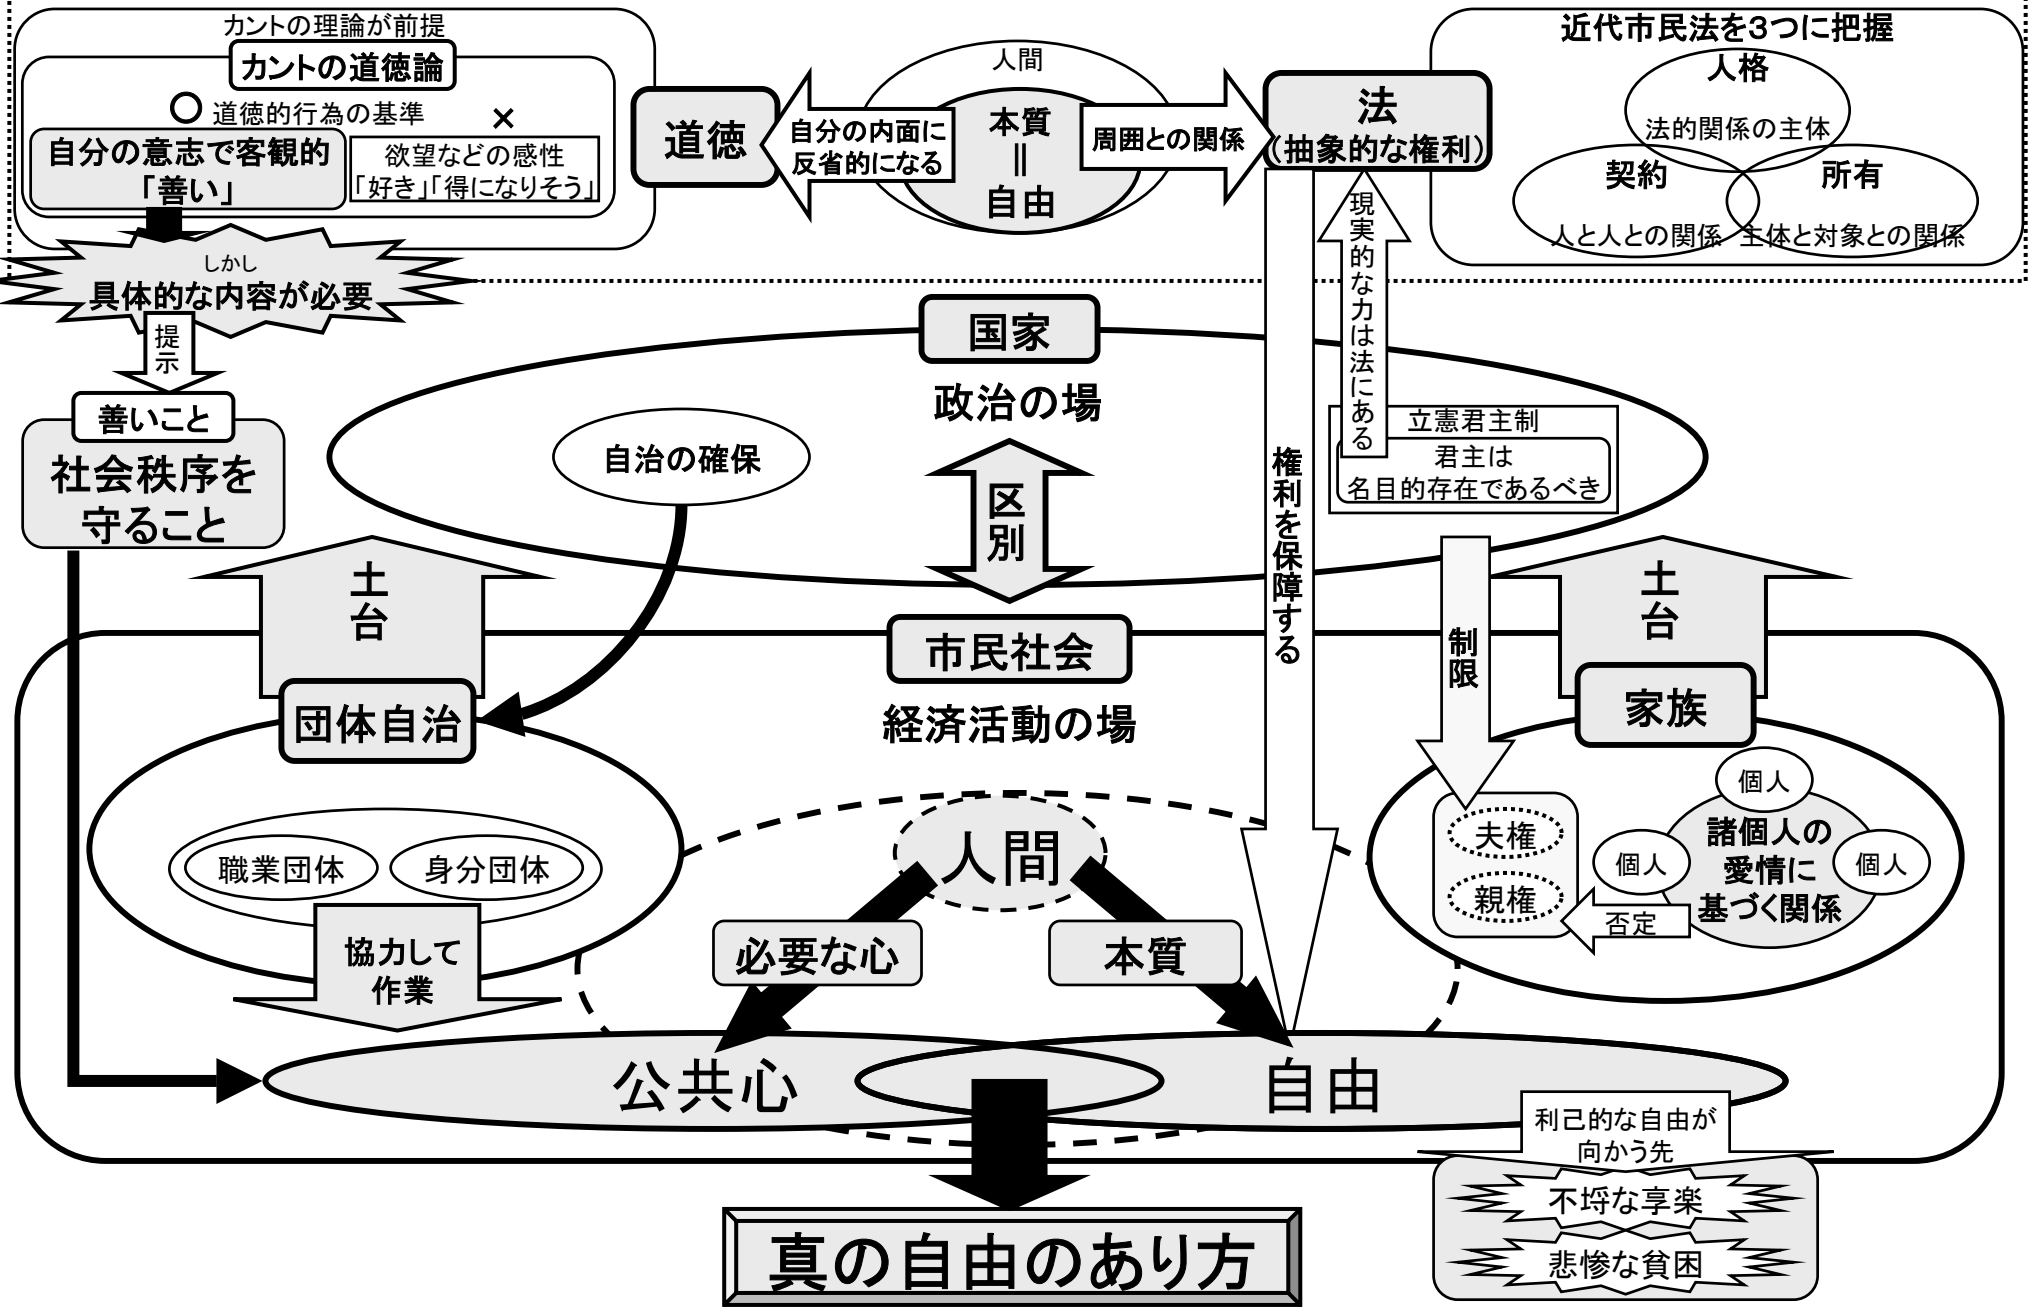 カントの理論が前提
カントの道徳論
道徳的行為の基準
×
自分の意志で客観的
「善い」
欲望などの感性
「好き」「得になりそう」
しかし
具体的な内容が必要
提示
善いこと
社会秩序を
守ること
道徳
自分の内面に
反省的になる
人間
本質
=
自由
周囲との関係
法
(抽象的な権利)
近代市民法を3つに把握
人格
法的関係の主体
契約
人と人との関係
所有
主体と対象との関係
現実的な力は法にある
権利を保障する
国家
政治の場
自治の確保
区別
立憲君主制
君主は
名目的存在であるべき
制限
土台
土台
市民社会
経済活動の場
団体自治
職業団体
身分団体
協力して
作業
家族
個人
個人
個人
諸個人の
愛情に
基づく関係
夫権
親権
否定
人間
必要な心
本質
公共心
自由
利己的な自由が
向かう先
不埒な享楽
悲惨な貧困
真の自由のあり方